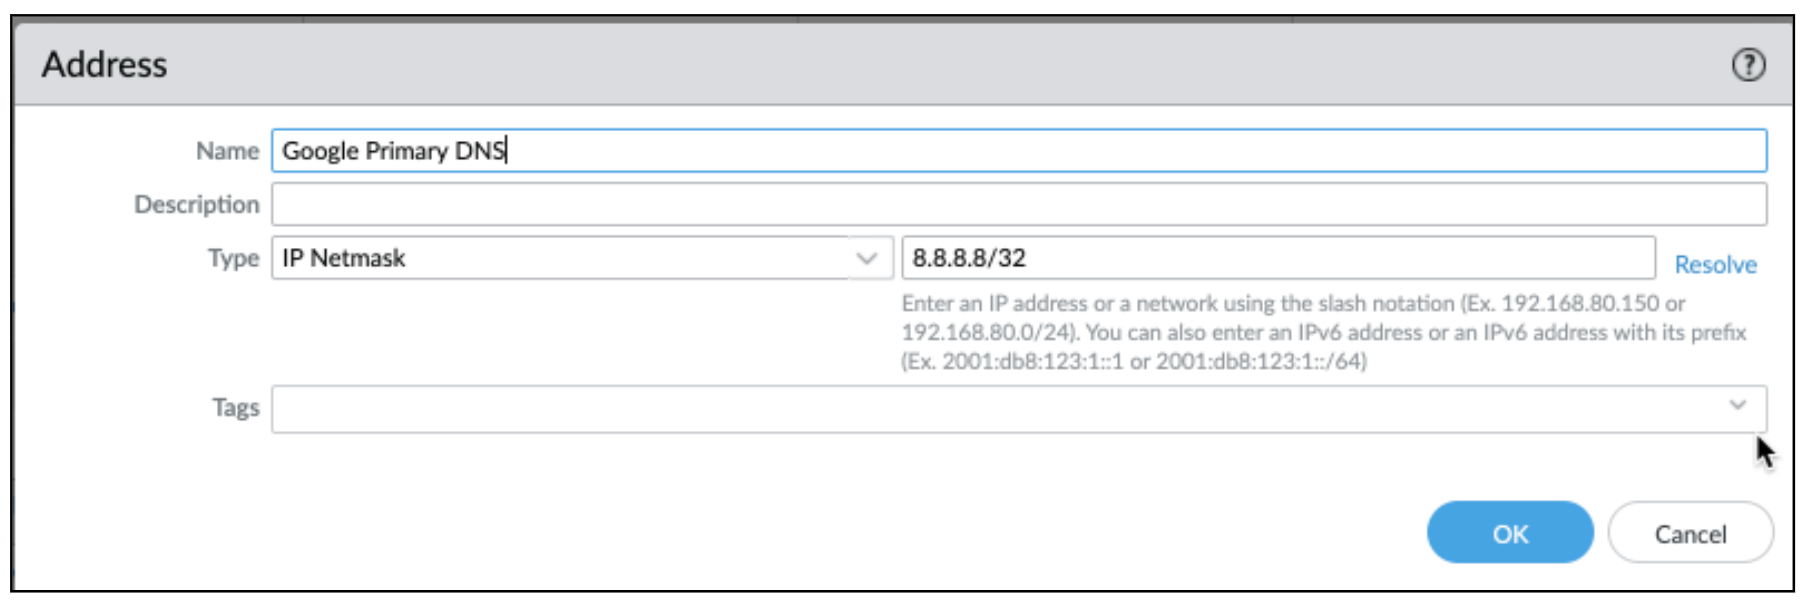 Address
?
Name Google Primary DNS
Description
Type IP Netmask 8.8.8.8/32 Resolve
Enter an IP address or a network using the slash notation (Ex. 192.168.80.150 or
192.168.80.0/24). You can also enter an IPv6 address or an IPv6 address with its prefix
(Ex. 2001:db8:123:1::1 or 2001:db8:123:1::/64)
Tags
OK Cancel